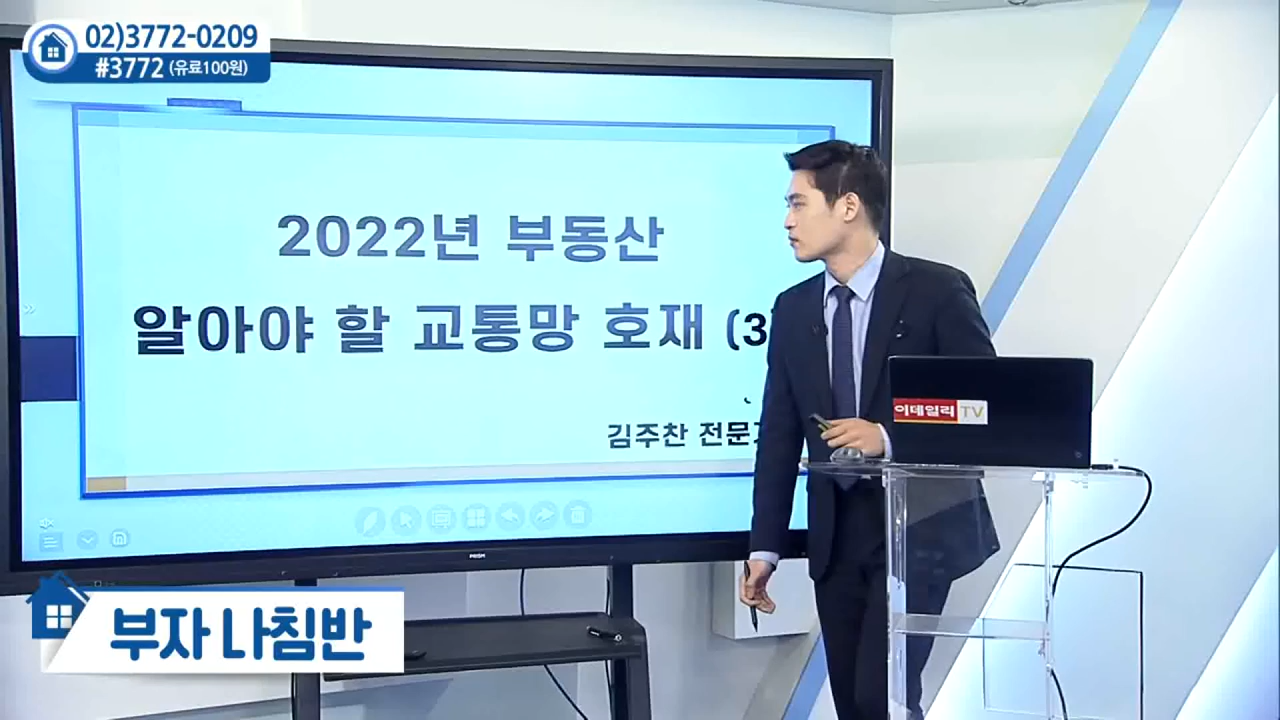 02)3772-0209
#3772 (유료100원)
2022년 부동산
알아야 할 교통망 호재 (3
김주찬 전문
이데일리 TV
PRISM
부자 나침반